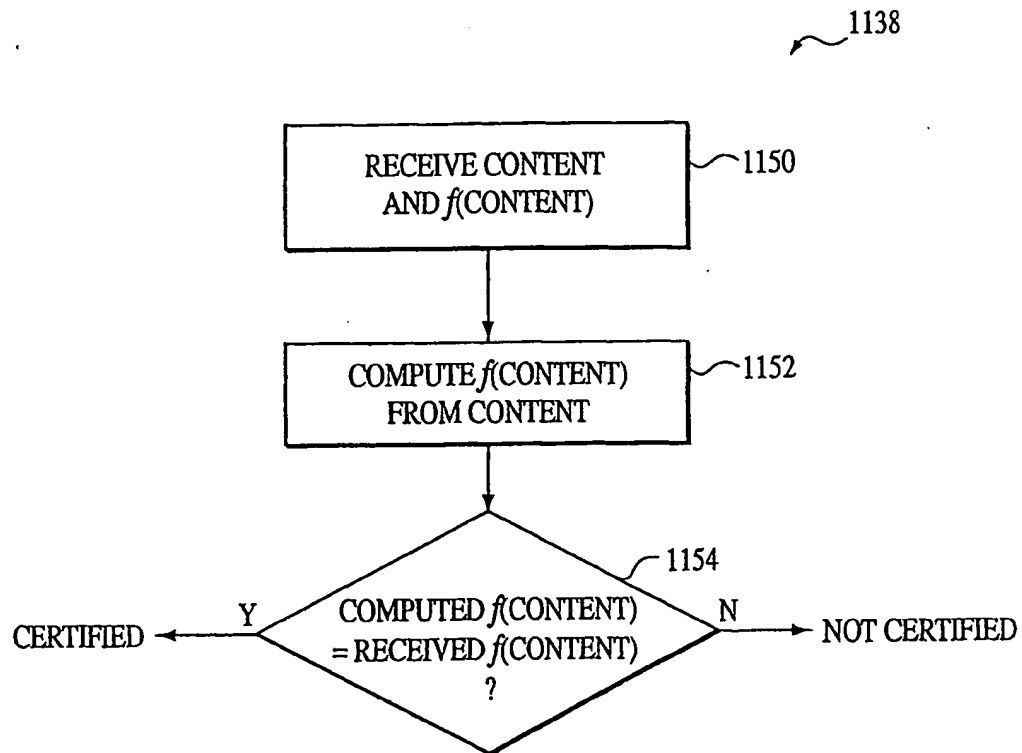 1138
RECEIVE CONTENT
AND f(CONTENT)
1150
COMPUTE f(CONTENT)
FROM CONTENT
1152
1154
Y
COMPUTED f(CONTENT)
= RECEIVED f(CONTENT)
?
N
CERTIFIED
NOT CERTIFIED